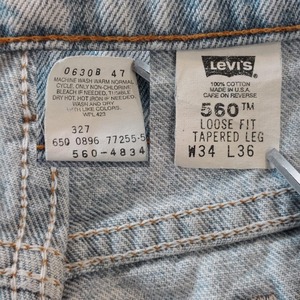 06308 47
MACHINE WASH WARM NORMAL
CYCLE, ONLY NON-CHLORINE
BLEACH IF NEEDED, TUMBLE
DRY HOT, HOT IRON IF NEEDED.
WASH AND DRY
WITH LIKE COLORS.
WPL 423
327
650 0896 77255-5
560-4834
LEVI'S
100% COTTON
MADE IN U.S.A.
CARE ON REVERSE
560™
LOOSE FIT
TAPERED LEG
W34 L36